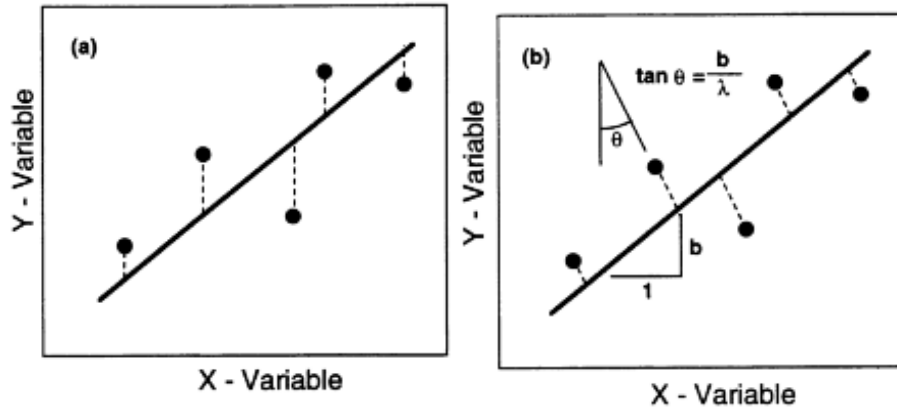 (a)
Y - Variable
X - Variable
(b)
tan θ = b
λ
θ
b
1
Y - Variable
X - Variable